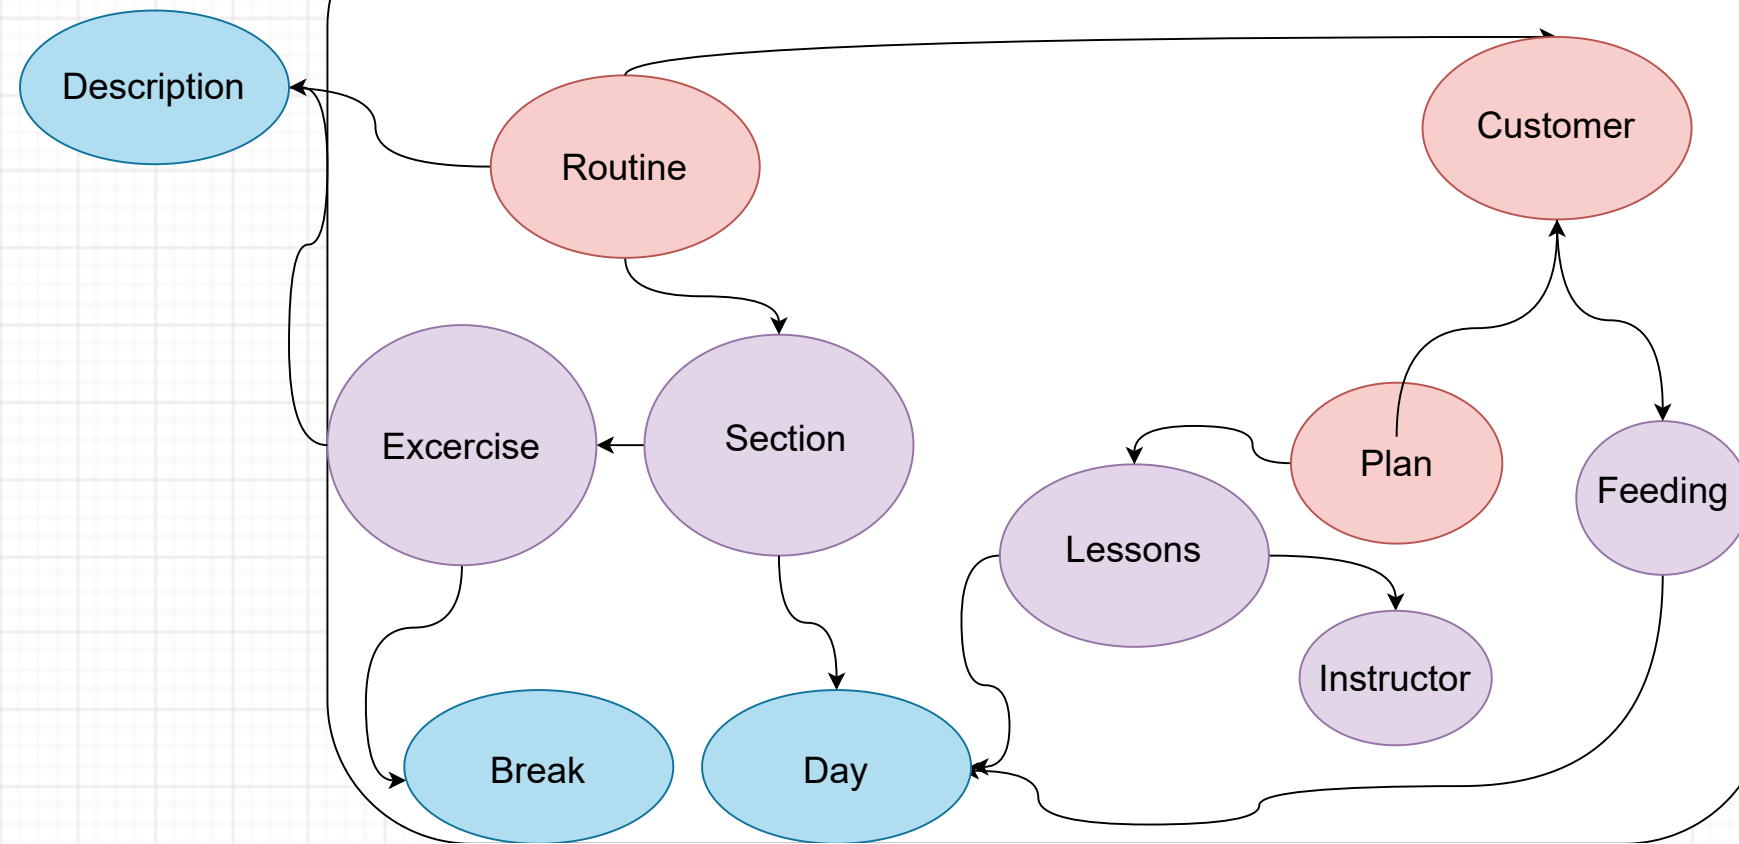 Description
Customer
Routine
Excercise
Section
Plan
Feeding
Lessons
Instructor
Break
Day